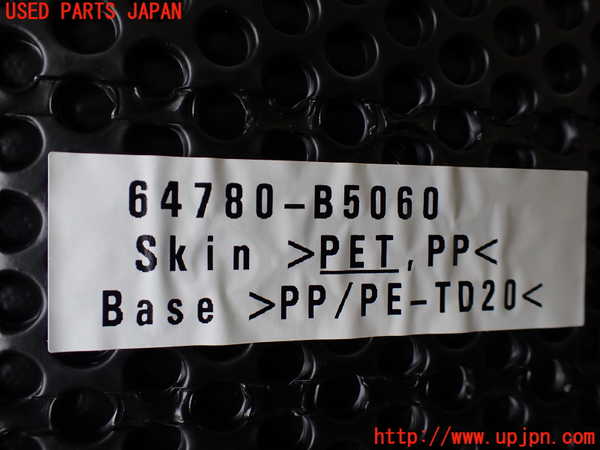 USED PARTS JAPAN
64780-B5060
Skin >PET,PP<
Base >PP/PE-TD20<
http://www.upjpn.com/